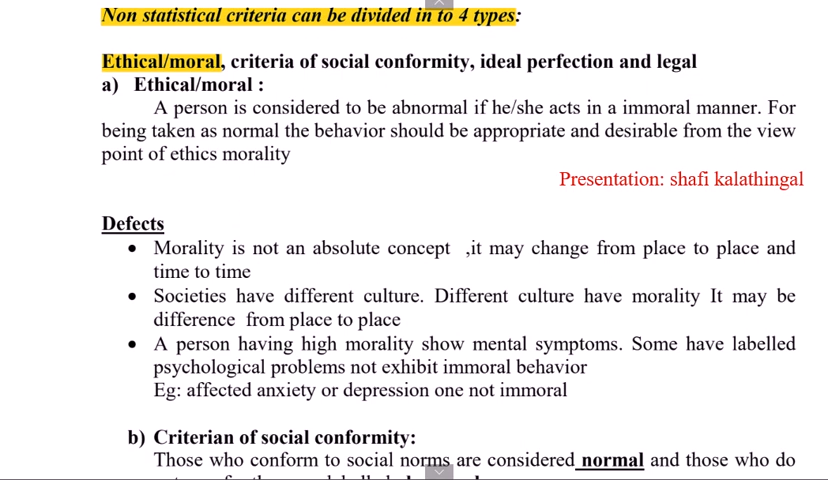 Non statistical criteria can be divided in to 4 types:
Ethical/moral, criteria of social conformity, ideal perfection and legal
a) Ethical/moral :
A person is considered to be abnormal if he/she acts in a immoral manner. For
being taken as normal the behavior should be appropriate and desirable from the view
point of ethics morality
Presentation: shafi kalathingal
Defects
• Morality is not an absolute concept ,it may change from place to place and
time to time
• Societies have different culture. Different culture have morality It may be
difference from place to place
• A person having high morality show mental symptoms. Some have labelled
psychological problems not exhibit immoral behavior
Eg: affected anxiety or depression one not immoral
b) Criterian of social conformity:
Those who conform to social norms are considered normal and those who do